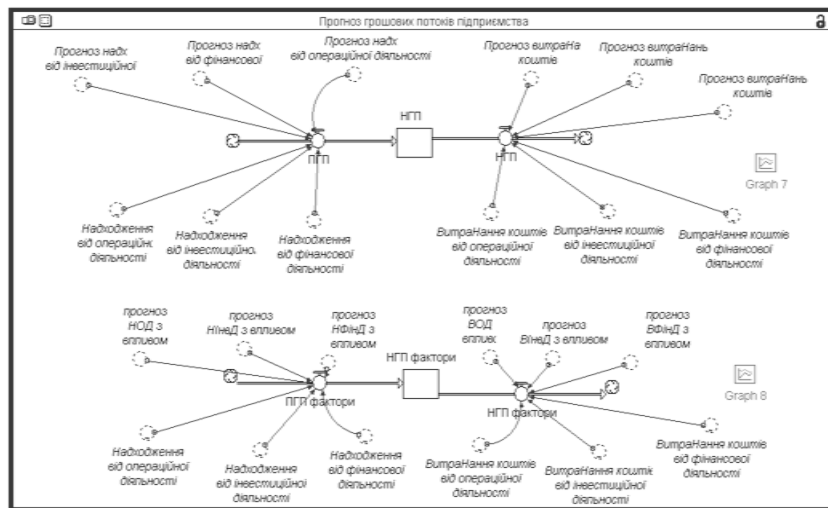 Прогноз грошових потоків підприємства
Прогноз надх
від інвестиційної
Прогноз надх
від фінансової
Прогноз надх
від операційної діяльності
Прогноз витраНа
коштів
Прогноз витраНань
коштів
Прогноз витраНань
коштів
НГП
ПГП
НГП
Graph 7
Надходження
від операційн
діяльності
Надходження
від інвестиційно
діяльності
Надходження
від фінансової
діяльності
ВитраНання коштів
від операційної
діяльності
ВитраНання коштів
від інвестиційної
діяльності
ВитраНання коштів
від фінансової
діяльності
прогноз
НОД з
впливом
прогноз
НІнвД з впливом
прогноз
НФінД з
впливом
прогноз
ВОД
вплив
прогноз
ВінвД з впливом
прогноз
ВФінД з
впливом
НГП фактори
ПГП фактори
НГП фактори
Graph 8
Надходження
від операційної
діяльності
Надходження
від інвестиційної
діяльності
Надходження
від фінансової
діяльності
ВитраНання коштів
від операційної
діяльності
ВитраНання кошті
від інвестиційної
діяльності
ВитраНання коштів
від фінансової
діяльності